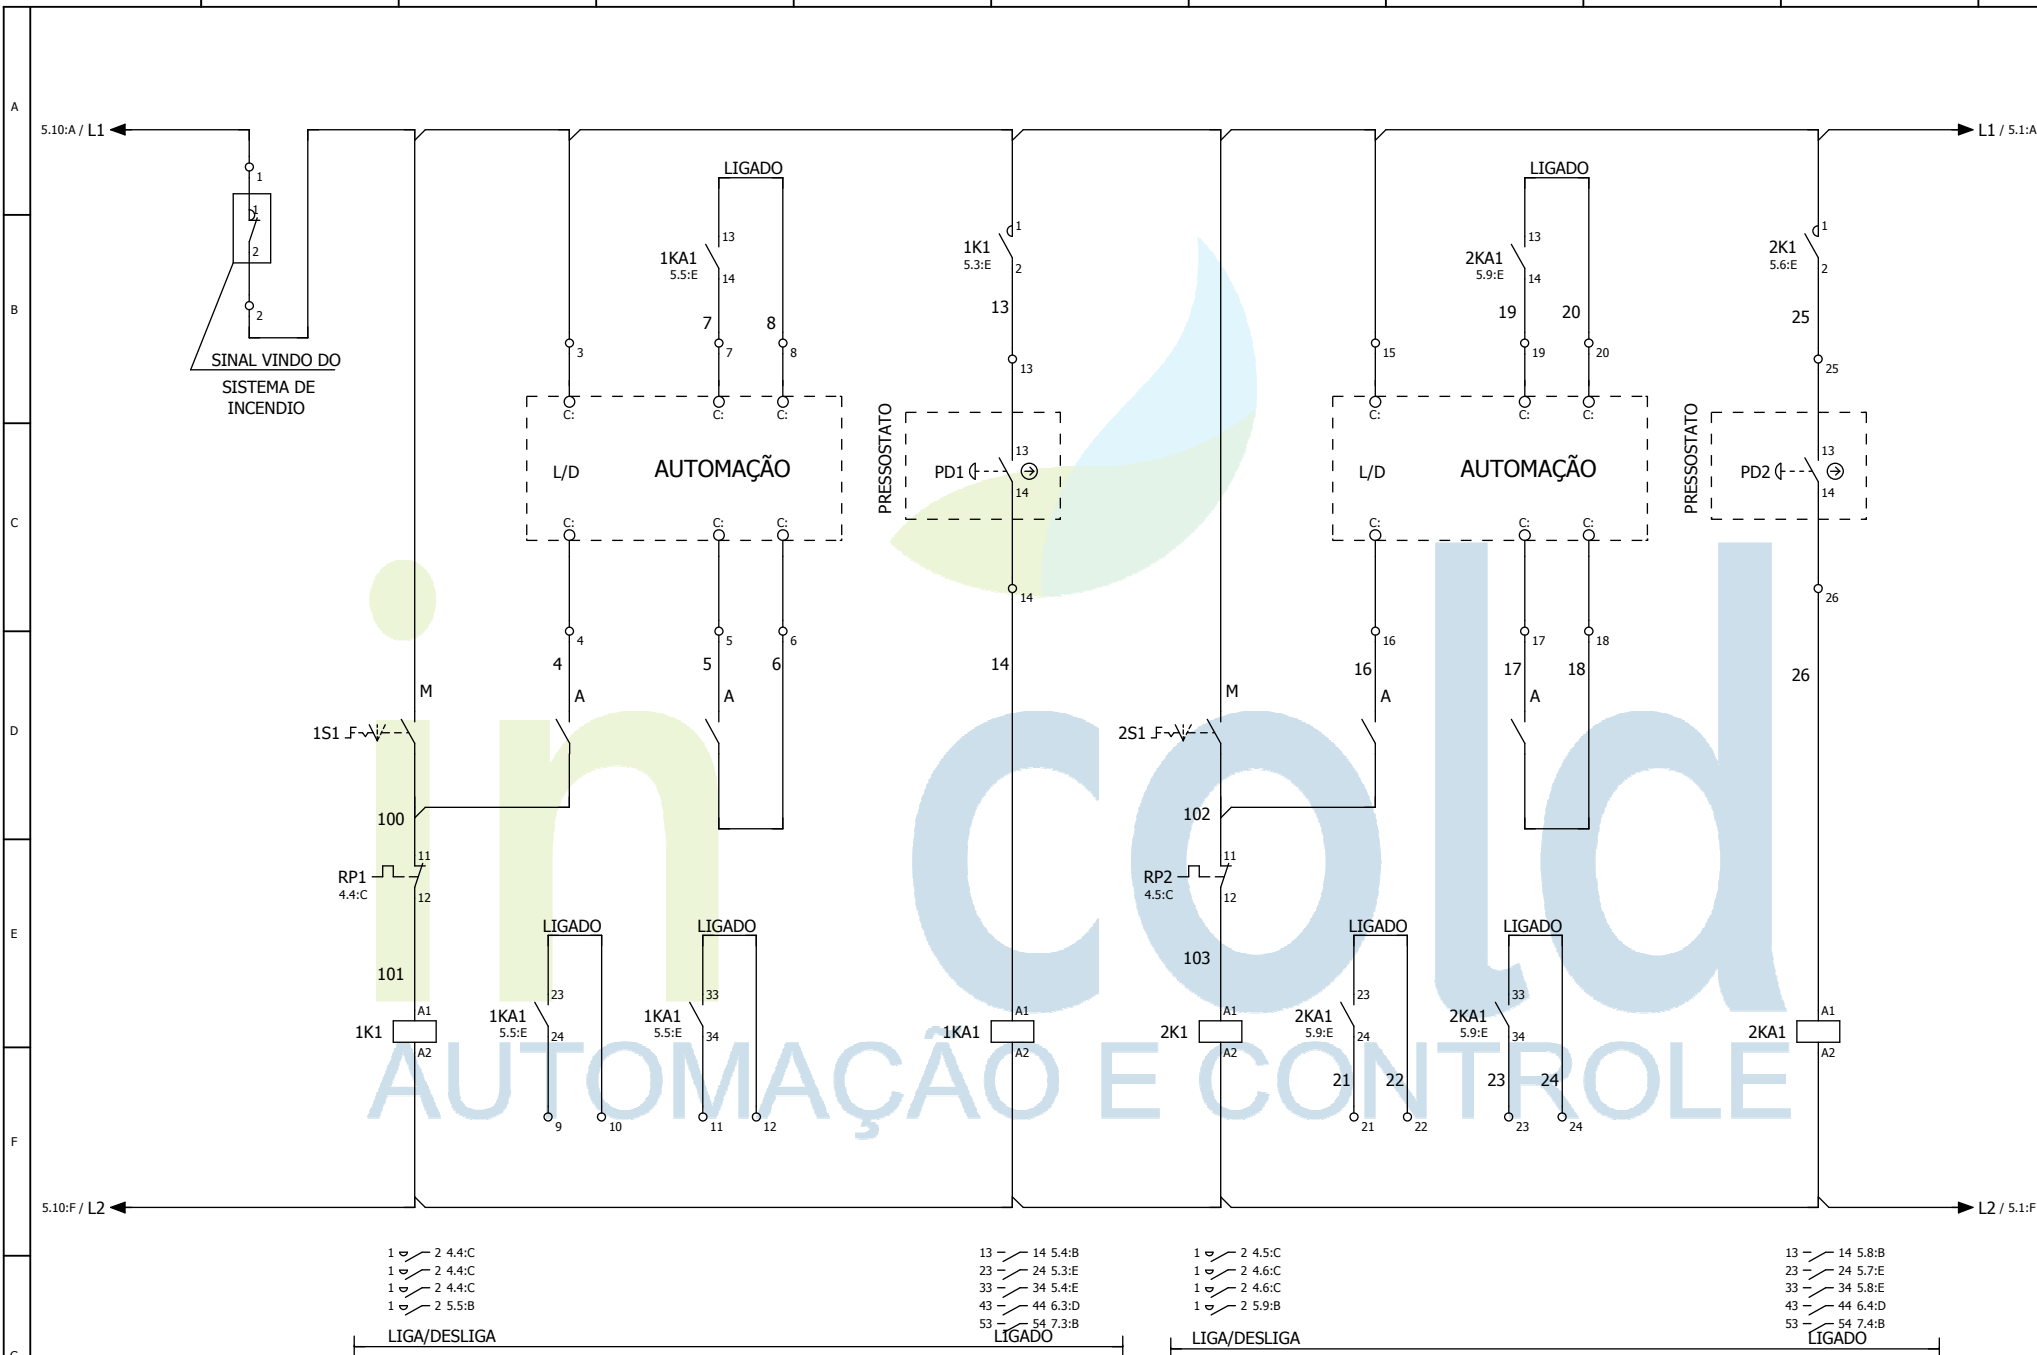 A
5.10:A / L1
L1 / 5.1:A
LIGADO
LIGADO
1
1
2
2
SINAL VINDO DO
SISTEMA DE
INCENDIO
B
1KA1
5.5:E
13
14
7
8
3
7
8
1K1
5.3:E
1
2
13
13
2KA1
5.9:E
13
14
19
20
15
19
20
2K1
5.6:E
1
2
25
25
C: C: C:
L/D
AUTOMAÇÃO
C: C: C:
PRESSOSTATO
PD1
13
14
C: C: C:
L/D
AUTOMAÇÃO
C: C: C:
PRESSOSTATO
PD2
13
14
C
4
5
6
14
16
17
18
26
4
5
6
14
16
17
18
26
in cold
D
M
A
A
1S1
M
A
A
2S1
100
102
RP1
4.4:C
11
12
RP2
4.5:C
11
12
E
LIGADO
LIGADO
LIGADO
LIGADO
101
103
1K1
A1
A2
1KA1
5.5:E
23
24
1KA1
5.5:E
33
34
1KA1
A1
A2
2K1
A1
A2
2KA1
5.9:E
23
24
2KA1
5.9:E
33
34
2KA1
A1
A2
AUTOMAÇÃO E CONTROLE
21
22
23
24
9
10
11
12
21
22
23
24
F
5.10:F / L2
L2 / 5.1:F
1 2 4.4:C
1 2 4.4:C
1 2 4.4:C
1 2 5.5:B
13 14 5.4:B
23 24 5.3:E
33 34 5.4:E
43 44 6.3:D
53 54 7.3:B
1 2 4.5:C
1 2 4.6:C
1 2 4.6:C
1 2 5.9:B
13 14 5.8:B
23 24 5.7:E
33 34 5.8:E
43 44 6.4:D
53 54 7.4:B
LIGA/DESLIGA
LIGADO
LIGA/DESLIGA
LIGADO